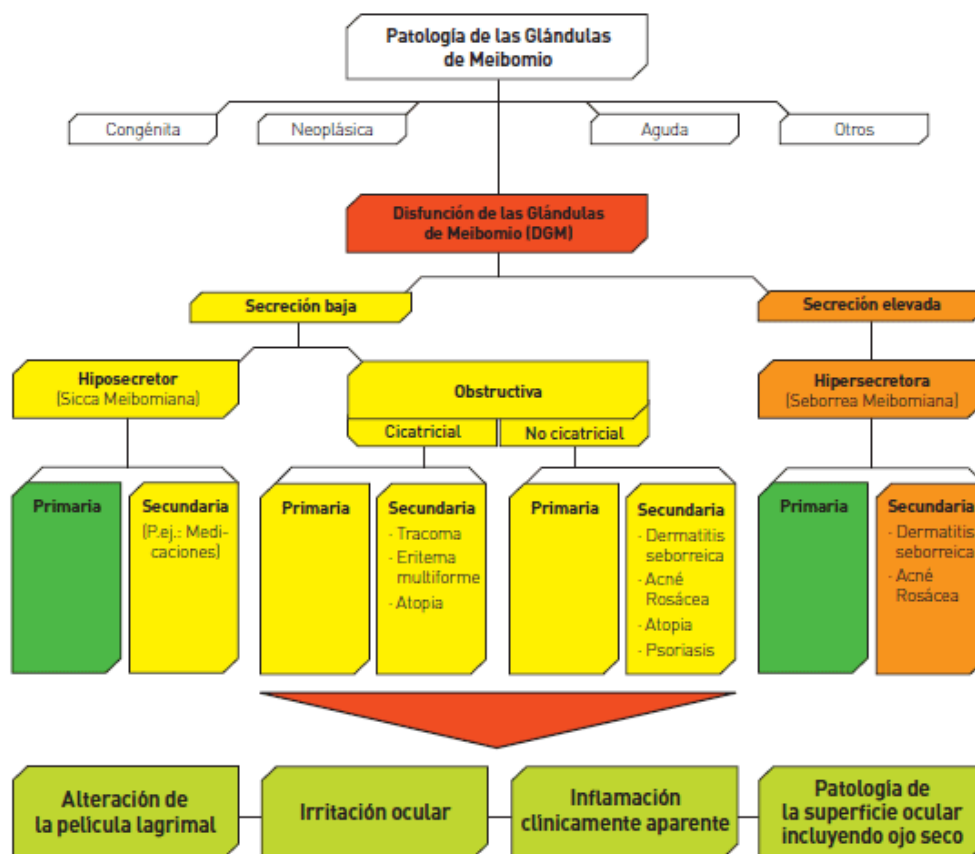 Patología de las Glándulas
de Meibomio
Congénita
Neoplásica
Aguda
Otros
Disfunción de las Glándulas
de Meibomio (DGM)
Secreción baja
Secreción elevada
Hiposecretor
(Sicca Meibomiana)
Obstructiva
Cicatricial
No cicatricial
Hipersecretora
(Seborrea Meibomiana)
Primaria
Secundaria
(P.ej.: Medi-
caciones)
Primaria
Secundaria
· Tracoma
· Eritema
multiforme
· Atopia
Primaria
Secundaria
· Dermatitis
seborreica
· Acné
Rosácea
· Atopia
· Psoriasis
Primaria
Secundaria
· Dermatitis
seborreica
· Acné
Rosácea
Alteración de
la película lagrimal
Irritación ocular
Inflamación
clínicamente aparente
Patología de
la superficie ocular
incluyendo ojo seco